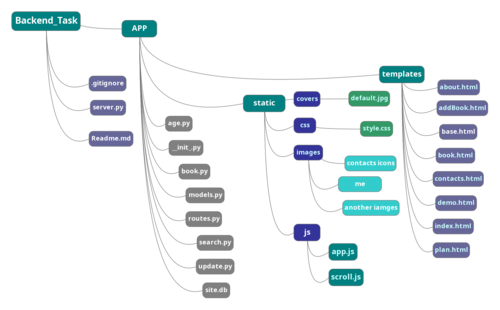 Backend_Task
APP
.gitignore
server.py
Readme.md
age.py
__init_.py
book.py
models.py
routes.py
search.py
update.py
site.db
static
covers
default.jpg
css
style.css
images
contacts icons
me
another iamges
js
app.js
scroll.js
templates
about.html
addBook.html
base.html
book.html
contacts.html
demo.html
index.html
plan.html